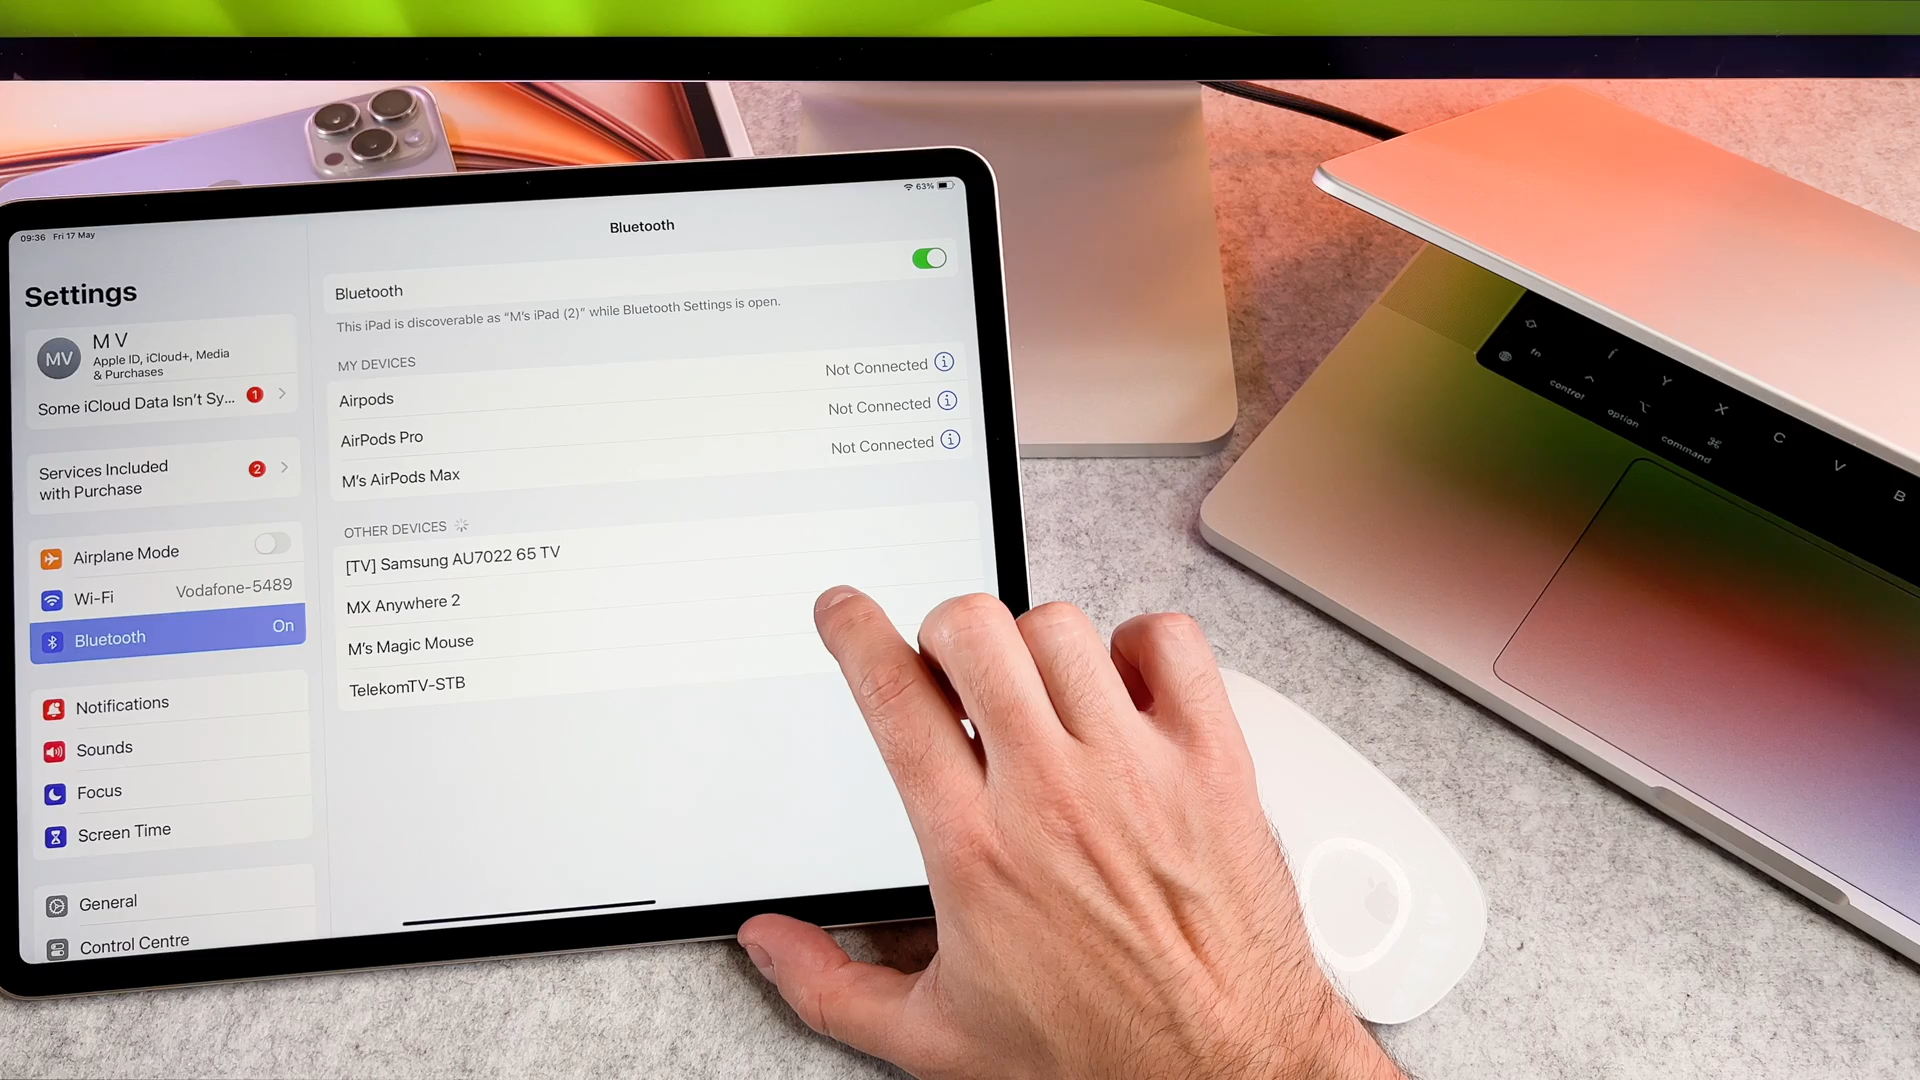 09:36 Fri 17 May
63%
Settings
MV
M V
Apple ID, iCloud+, Media
& Purchases
Some iCloud Data Isn't Sy... 1
Services Included
with Purchase
2
Airplane Mode
Wi-Fi Vodafone-5489
Bluetooth On
Notifications
Sounds
Focus
Screen Time
General
Control Centre
Bluetooth
Bluetooth
This iPad is discoverable as “M's iPad (2)” while Bluetooth Settings is open.
MY DEVICES
Airpods Not Connected
AirPods Pro Not Connected
M's AirPods Max Not Connected
OTHER DEVICES
[TV] Samsung AU7022 65 TV
MX Anywhere 2
M's Magic Mouse
TelekomTV-STB
Y X C V B
fn
control
option
command